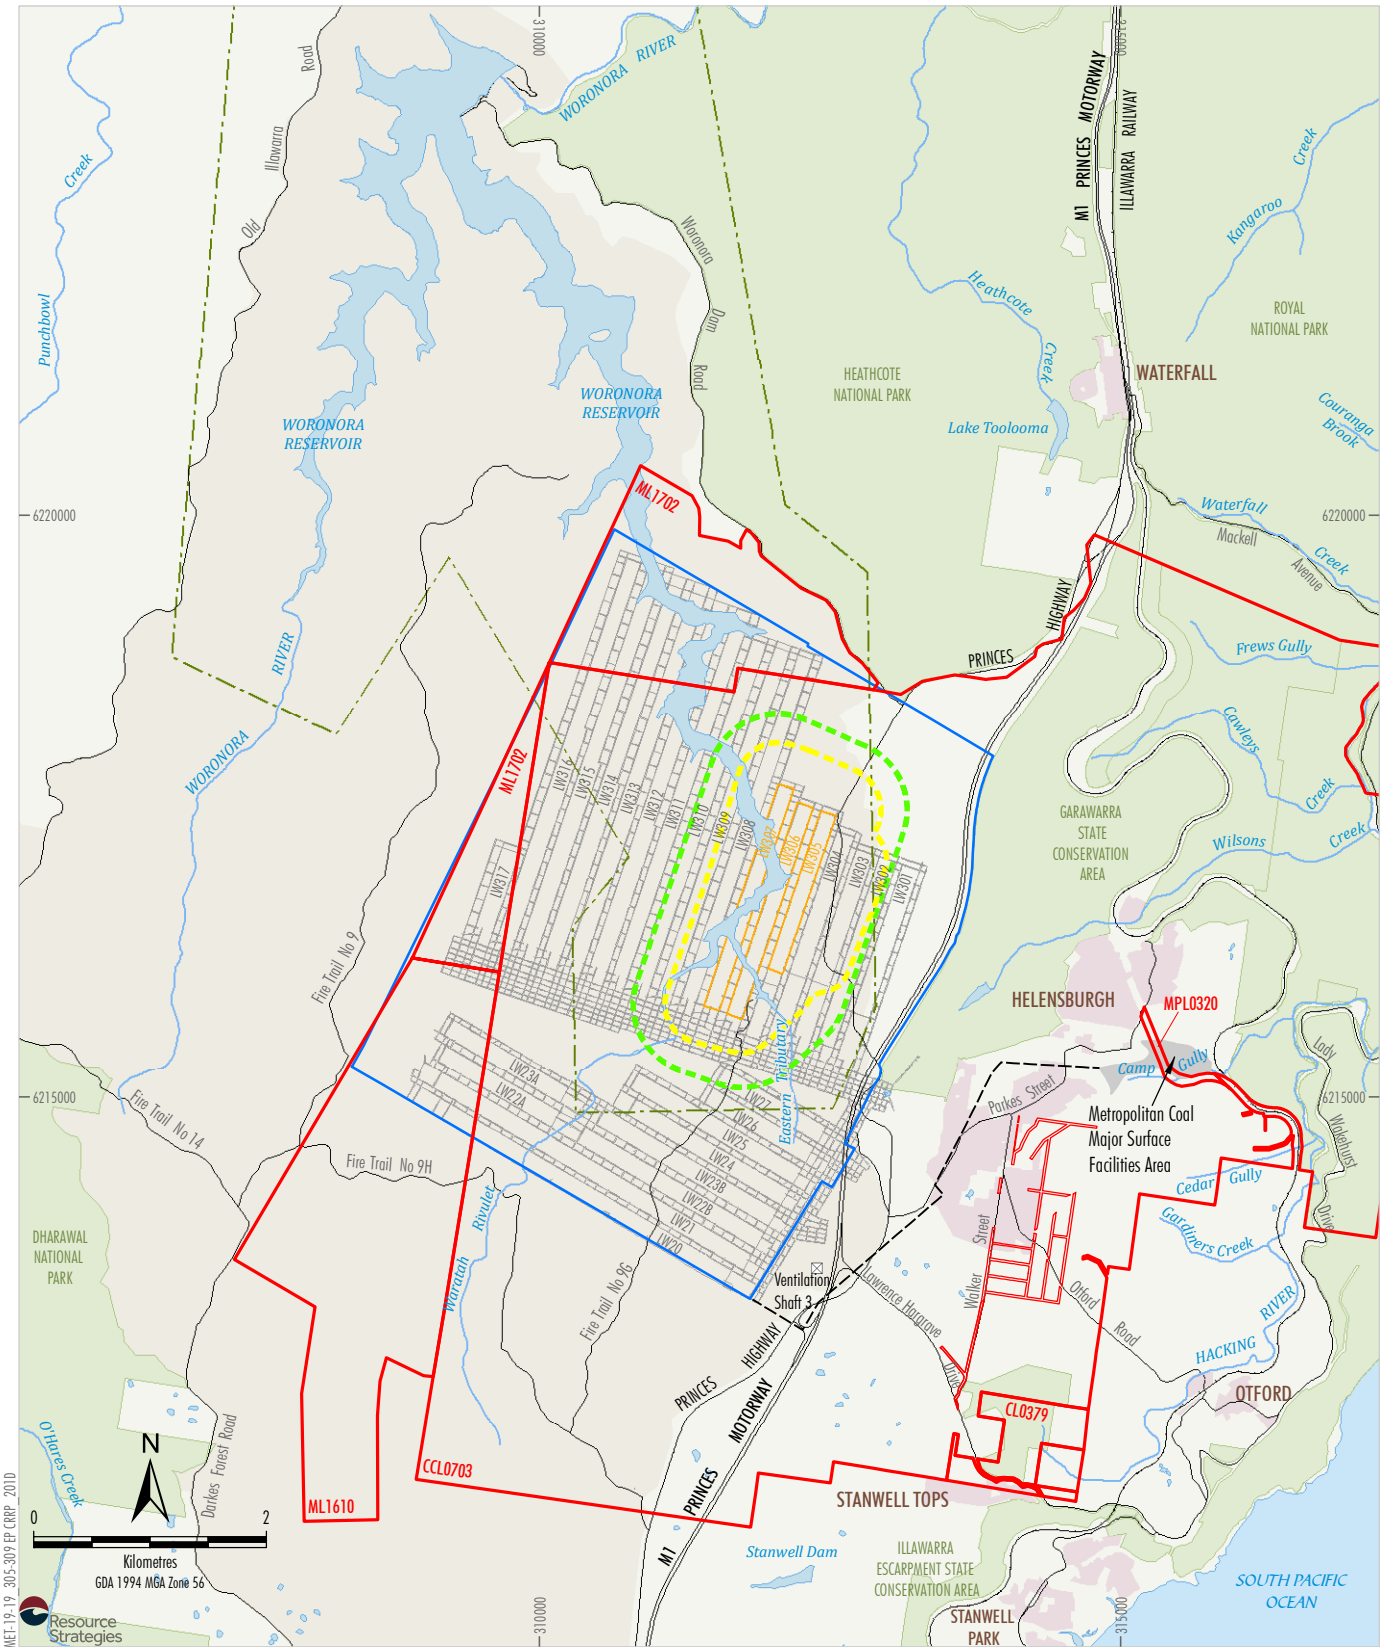 310000
315000
WORONORA RIVER
Old Illawarra Road
Punchbowl Creek
M1 PRINCES MOTORWAY
ILLAWARRA RAILWAY
Kangaroo Creek
Woronora Dam Road
Heathcote Creek
ROYAL
NATIONAL PARK
HEATHCOTE
NATIONAL PARK
WATERFALL
WORONORA
RESERVOIR
WORONORA
RESERVOIR
Lake Toolooma
Couranga
Brook
6220000
6220000
ML1702
Waterfall Creek
Mackell Avenue
PRINCES HIGHWAY
Frews Gully
WORONORA RIVER
Cawleys Creek
ML1702
LW317
LW316
LW315
LW314
LW313
LW312
LW311
LW310
LW309
LW308
LW307
LW306
LW305
LW304
LW303
LW302
LW301
GARAWARRA
STATE
CONSERVATION
AREA
Wilsons Creek
Fire Trail No 9
HELENSBURGH
MPL0320
Camp Gully
Lady Wakehurst Drive
6215000
6215000
Eastern Tributary
LW23A
LW22A
LW27
LW26
LW25
LW24
LW23B
LW22B
LW21
LW20
Parkes Street
Metropolitan Coal
Major Surface
Facilities Area
Fire Trail No 14
Fire Trail No 9H
Waratah Rivulet
Fire Trail No 9G
Cedar Gully
Gardiners Creek
DHARAWAL
NATIONAL
PARK
Walker Street
Otford Road
Ventilation
Shaft 3
Lawrence Hargrave Drive
HACKING RIVER
PRINCES HIGHWAY
OTFORD
CL0379
O'Hares Creek
Darkes Forest Road
CCL0703
ML1610
M1 PRINCES MOTORWAY
STANWELL TOPS
N
0
2
Kilometres
GDA 1994 MGA Zone 56
Stanwell Dam
ILLAWARRA
ESCARPMENT STATE
CONSERVATION AREA
SOUTH PACIFIC
OCEAN
STANWELL
PARK
310000
315000
MET-19-19_305-309 EP CRRP_201D
Resource
Strategies